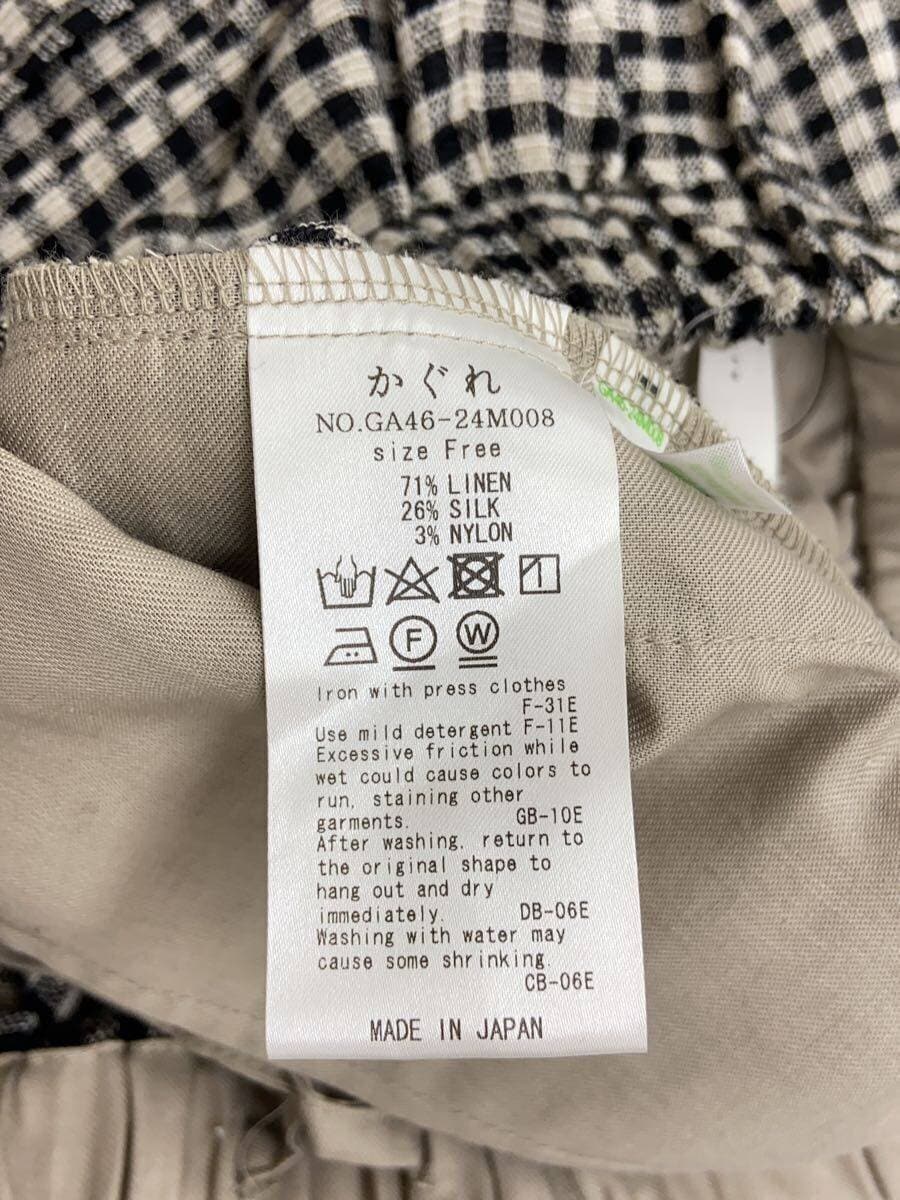 かぐれ
NO.GA46-24M008
size Free
71% LINEN
26% SILK
3% NYLON
F
W
Iron with press clothes
F-31E
Use mild detergent F-11E
Excessive friction while
wet could cause colors to
run, staining other
garments. GB-10E
After washing, return to
the original shape to
hang out and dry
immediately. DB-06E
Washing with water may
cause some shrinking.
CB-06E
MADE IN JAPAN